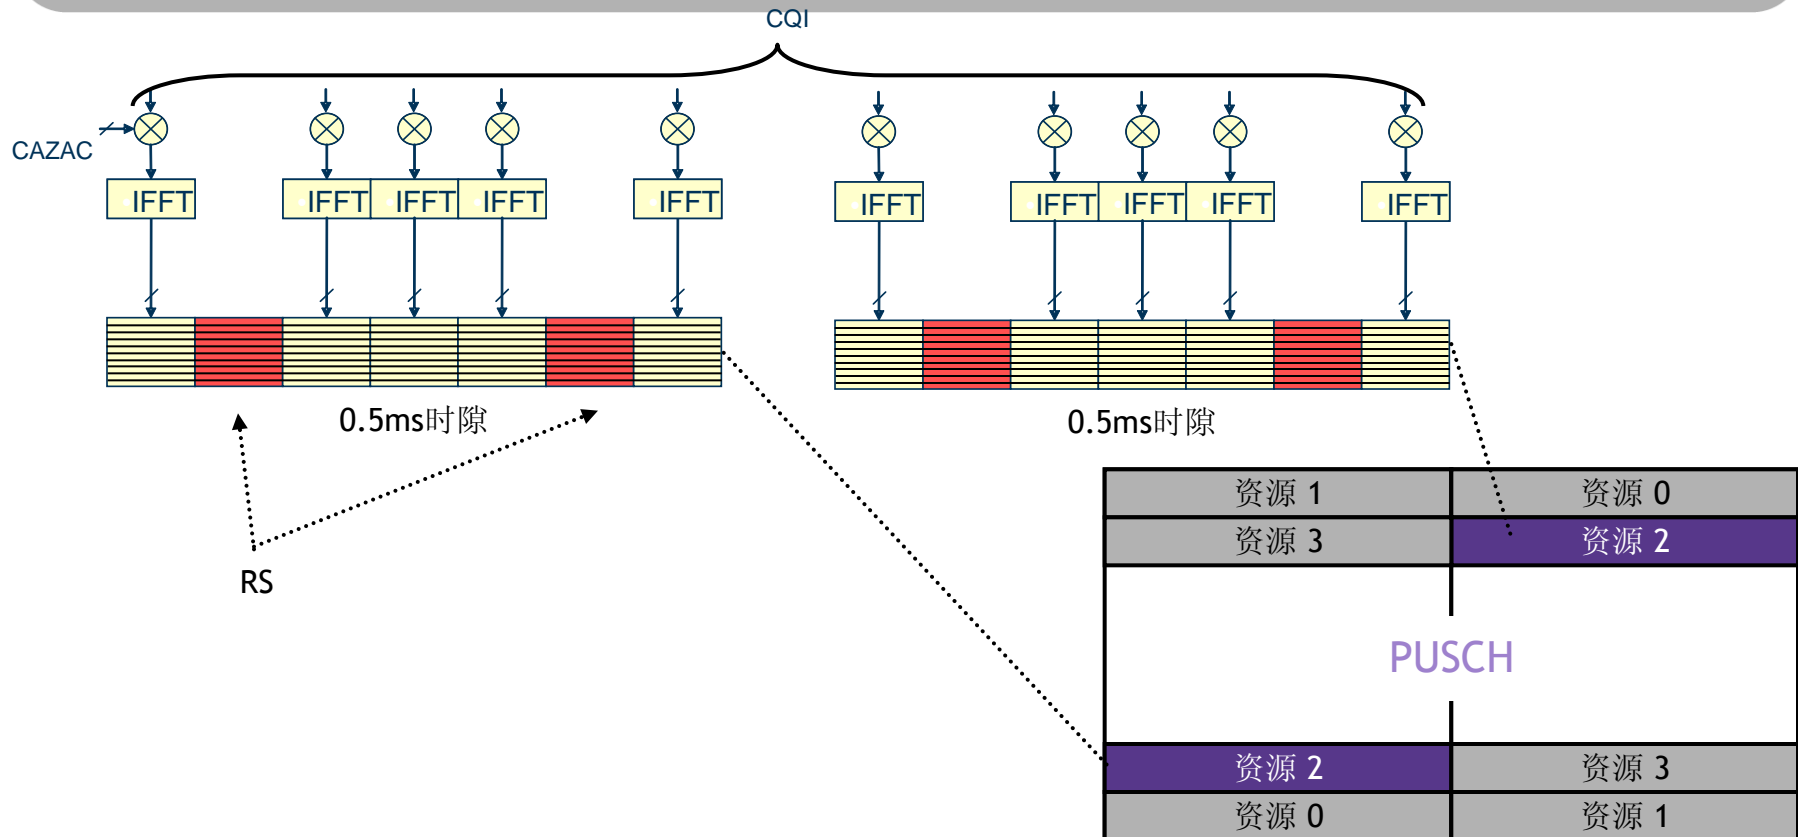 CQI
CAZAC
IFFT IFFT IFFT IFFT IFFT IFFT IFFT IFFT IFFT IFFT
0.5ms时隙 0.5ms时隙
RS
资源 1 资源 0
资源 3 资源 2
PUSCH
资源 2 资源 3
资源 0 资源 1